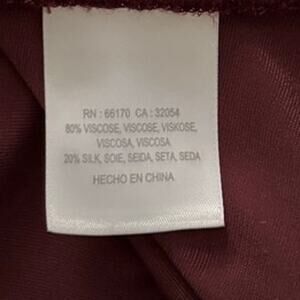 RN : 66170 CA : 32054
80% VISCOSE, VISCOSE, VISKOSE,
VISCOSA, VISCOSA
20% SILK, SOIE, SEIDA, SETA, SEDA
HECHO EN CHINA